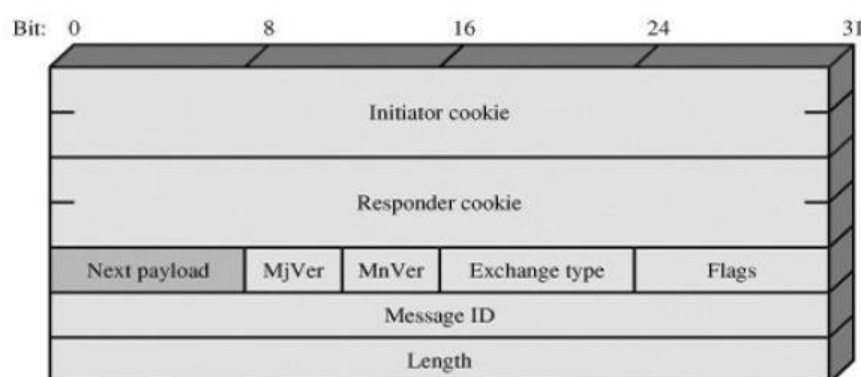 Bit: 0 8 16 24 31
Initiator cookie
Responder cookie
Next payload MjVer MnVer Exchange type Flags
Message ID
Length